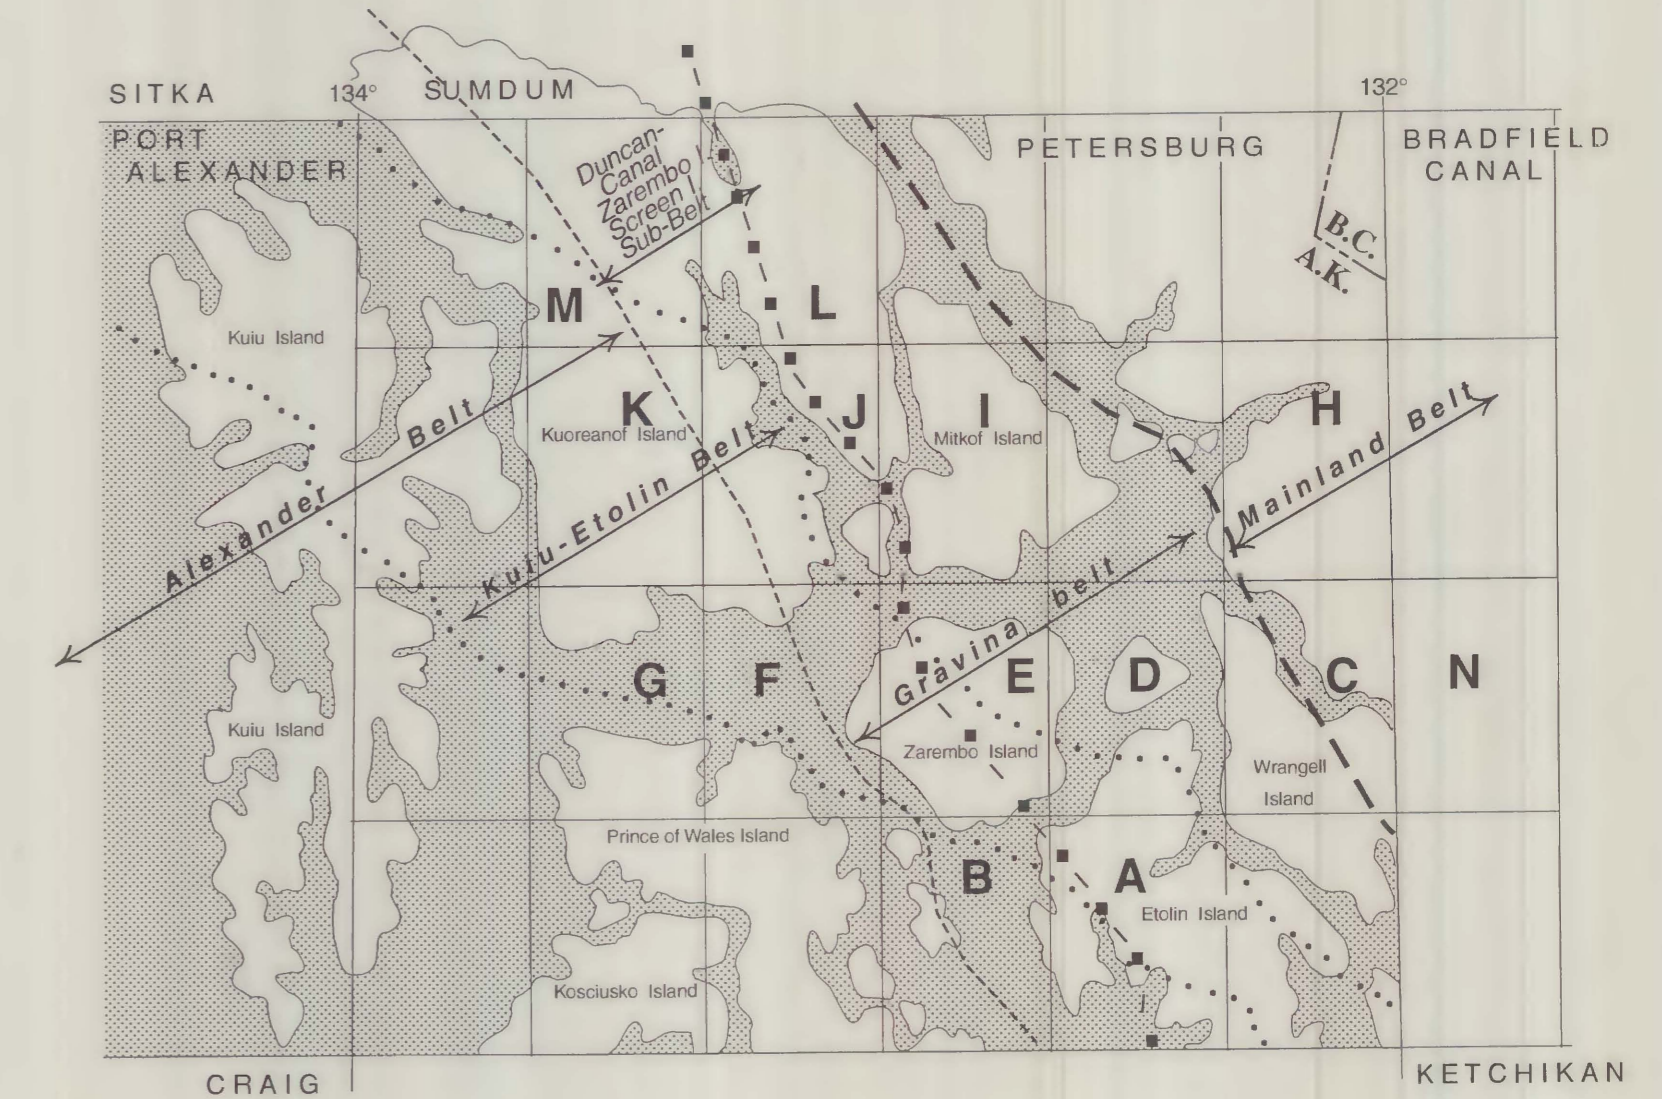 SITKA
134°
SUMDUM
132°
PORT
ALEXANDER
PETERSBURG
BRADFIELD
CANAL
Duncan-
Canal
Zarembo I.
Screen I.
Sub-Belt
B.C.
A.K.
M
L
Kuiu Island
K
J
I
H
Kuoreanof Island
Mitkof Island
Alexander Belt
Kuiu-Etolin Belt
Mainland Belt
Gravina belt
G
F
E
D
C
N
Kuiu Island
Zarembo Island
Wrangell
Island
Prince of Wales Island
B
A
Etolin Island
Kosciusko Island
CRAIG
KETCHIKAN